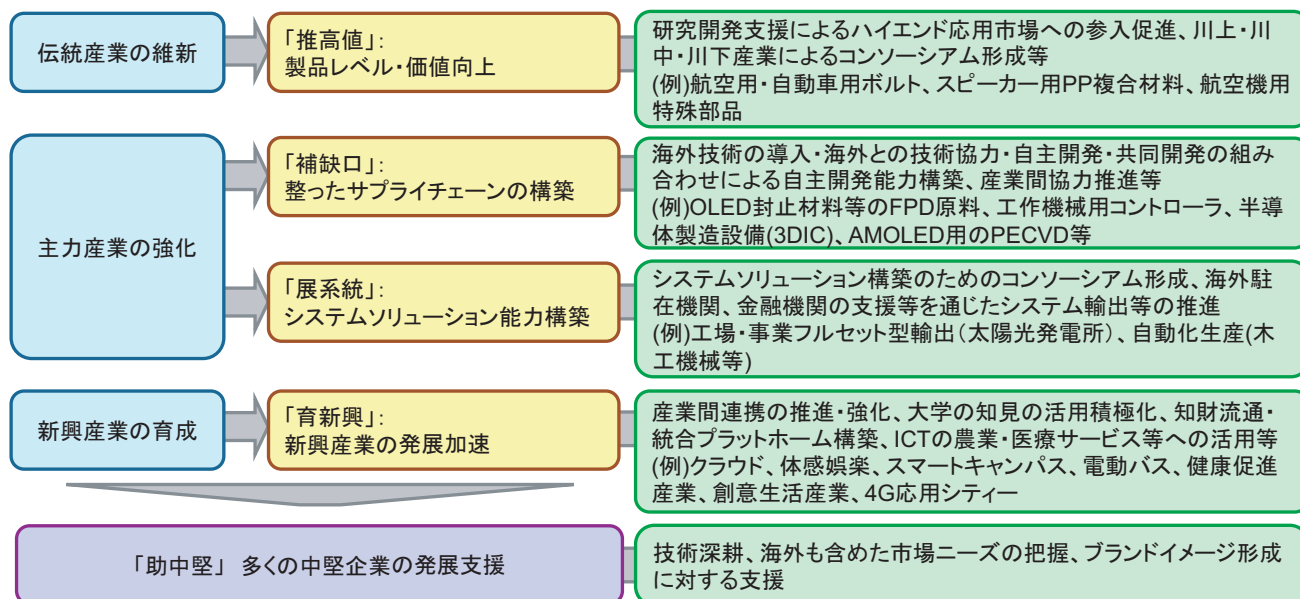 伝統産業の維新
「推高値」：
製品レベル・価値向上
研究開発支援によるハイエンド応用市場への参入促進、川上・川
中・川下産業によるコンソーシアム形成等
(例)航空用・自動車用ボルト、スピーカー用PP複合材料、航空機用
特殊部品
主力産業の強化
「補缺口」：
整ったサプライチェーンの構築
海外技術の導入・海外との技術協力・自主開発・共同開発の組み
合わせによる自主開発能力構築、産業間協力推進等
(例)OLED封止材料等のFPD原料、工作機械用コントローラ、半導
体製造設備(3DIC)、AMOLED用のPECVD等
「展系統」：
システムソリューション能力構築
システムソリューション構築のためのコンソーシアム形成、海外駐
在機関、金融機関の支援等を通じたシステム輸出等の推進
(例)工場・事業フルセット型輸出（太陽光発電所）、自動化生産(木
工機械等)
新興産業の育成
「育新興」：
新興産業の発展加速
産業間連携の推進・強化、大学の知見の活用積極化、知財流通・
統合プラットホーム構築、ICTの農業・医療サービス等への活用等
(例)クラウド、体感娯楽、スマートキャンパス、電動バス、健康促進
産業、創意生活産業、4G応用シティー
「助中堅」 多くの中堅企業の発展支援
技術深耕、海外も含めた市場ニーズの把握、ブランドイメージ形成
に対する支援